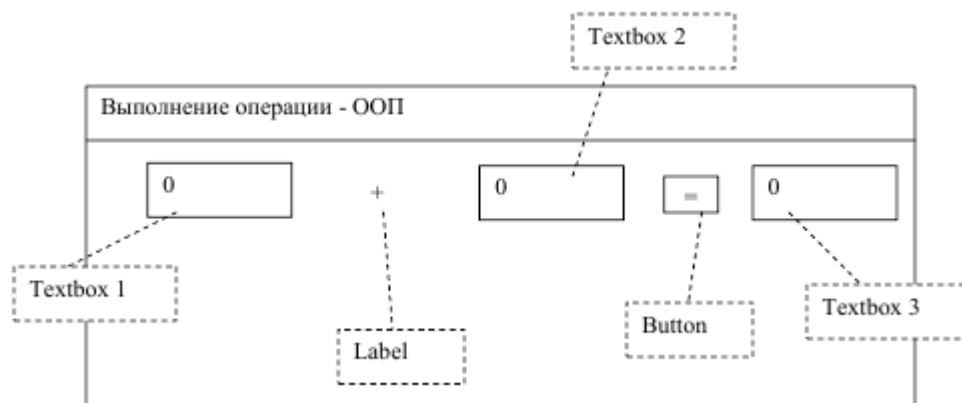 Textbox 2
Выполнение операции - ООП
0 + 0 = 0
Textbox 1
Label
Button
Textbox 3